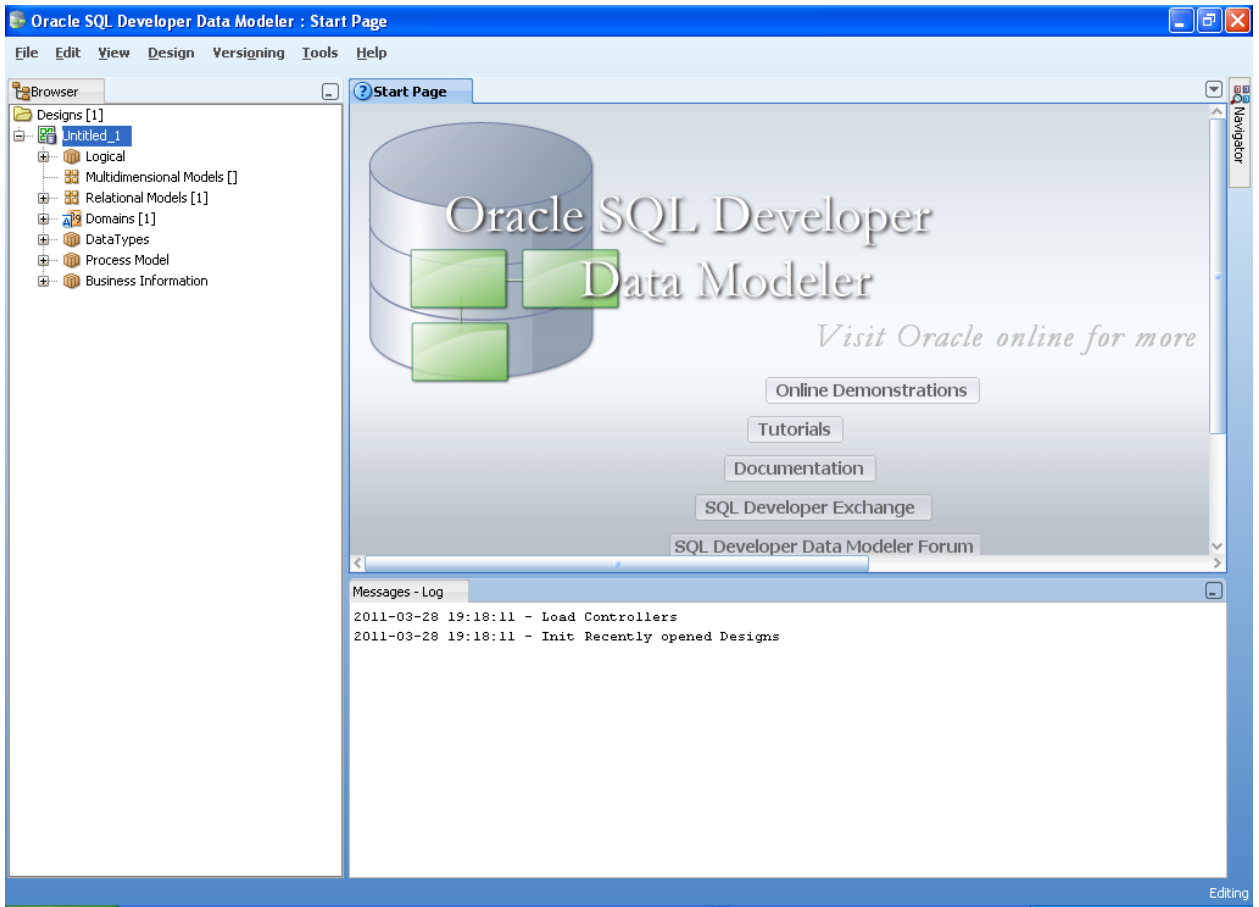 Oracle SQL Developer Data Modeler : Start Page
File Edit View Design Versioning Tools Help
Browser
Designs [1]
Untitled_1
Logical
Multidimensional Models []
Relational Models [1]
Domains [1]
DataTypes
Process Model
Business Information
Start Page
Oracle SQL Developer
Data Modeler
Visit Oracle online for more
Online Demonstrations
Tutorials
Documentation
SQL Developer Exchange
SQL Developer Data Modeler Forum
Navigator
Messages - Log
2011-03-28 19:18:11 - Load Controllers
2011-03-28 19:18:11 - Init Recently opened Designs
Editing